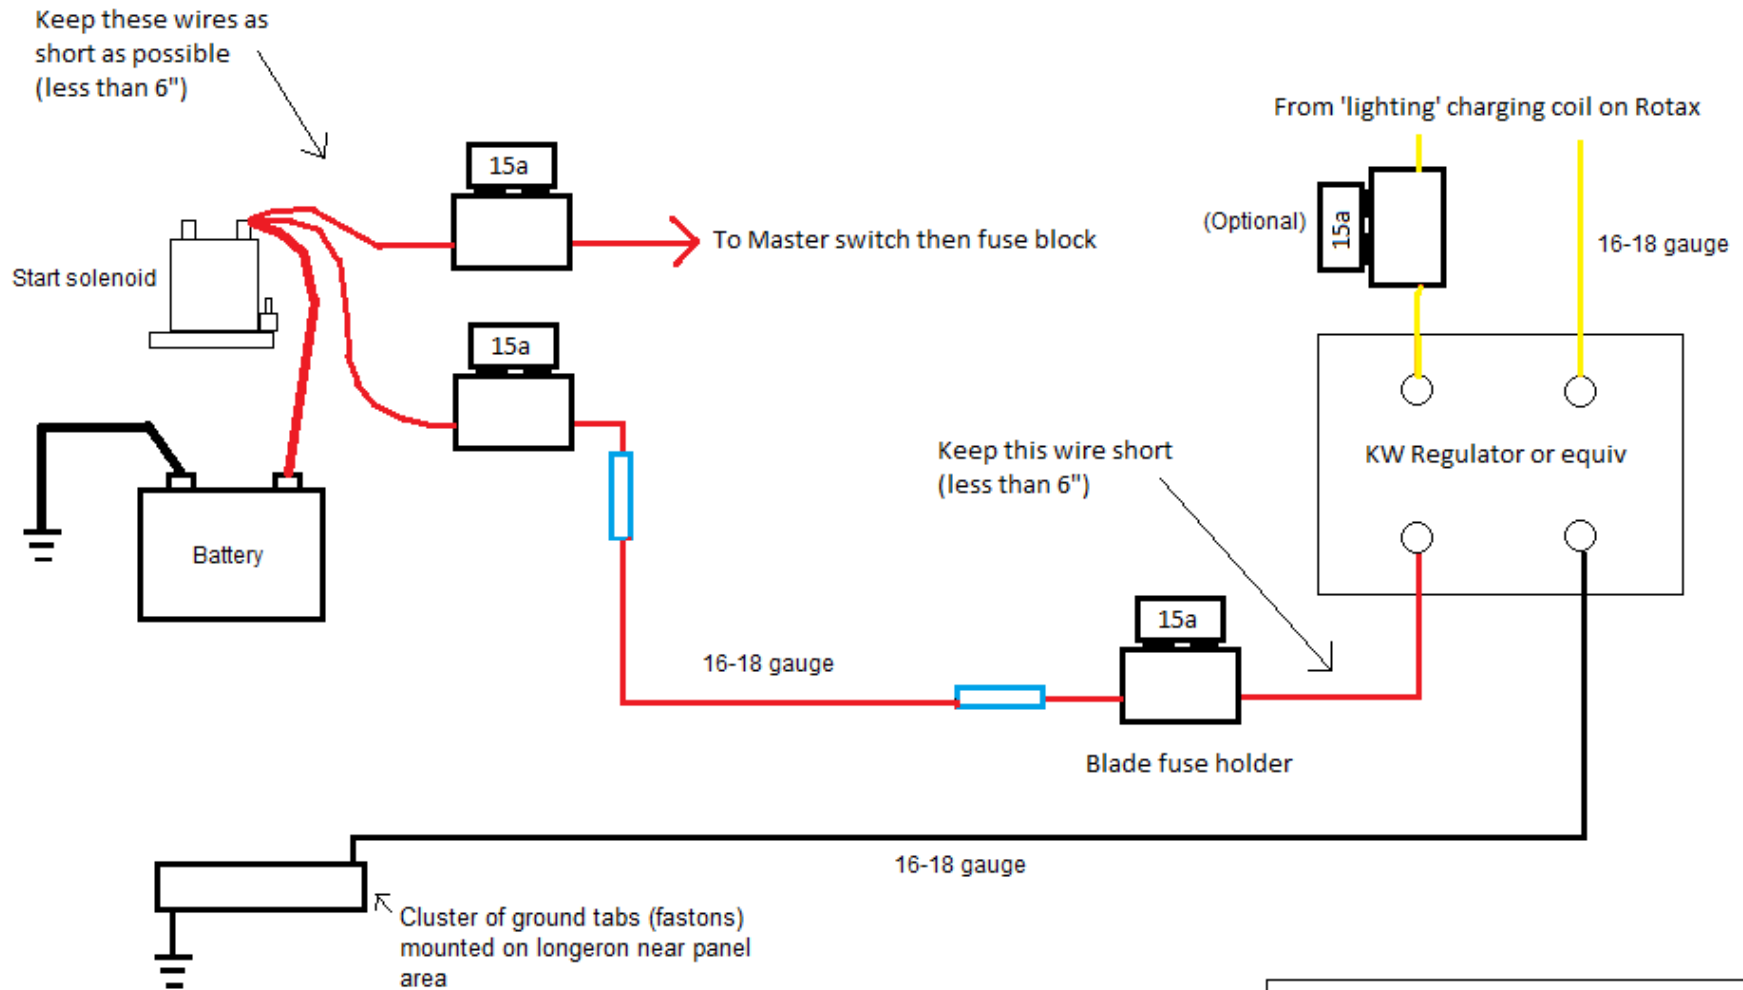 Keep these wires as
short as possible
(less than 6")
15a
From 'lighting' charging coil on Rotax
(Optional)
15a
16-18 gauge
To Master switch then fuse block
Start solenoid
15a
Keep this wire short
(less than 6")
KW Regulator or equiv
Battery
15a
16-18 gauge
Blade fuse holder
16-18 gauge
Cluster of ground tabs (fastons)
mounted on longeron near panel
area